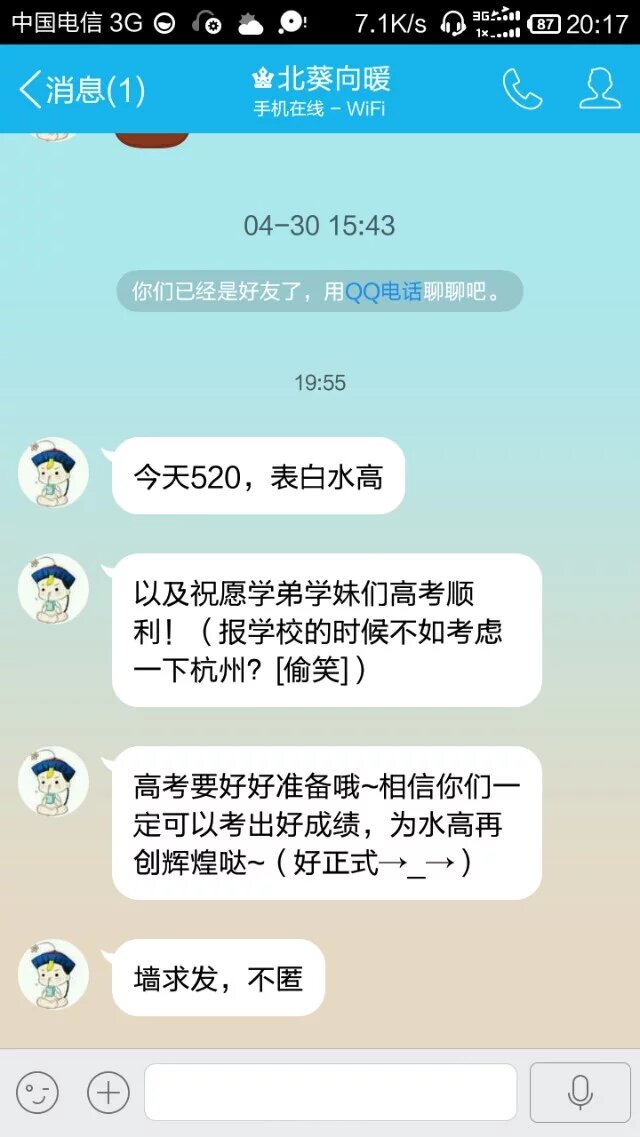 中国电信 3G 7.1K/s 3G 1× 87 20:17
消息(1) 北葵向暖
手机在线 – WiFi
04-30 15:43
你们已经是好友了，用QQ电话聊聊吧。
19:55
今天520，表白水高
以及祝愿学弟学妹们高考顺
利！（报学校的时候不如考虑
一下杭州？[偷笑]）
高考要好好准备哦~相信你们一
定可以考出好成绩，为水高再
创辉煌哒~（好正式→_→）
墙求发，不匿